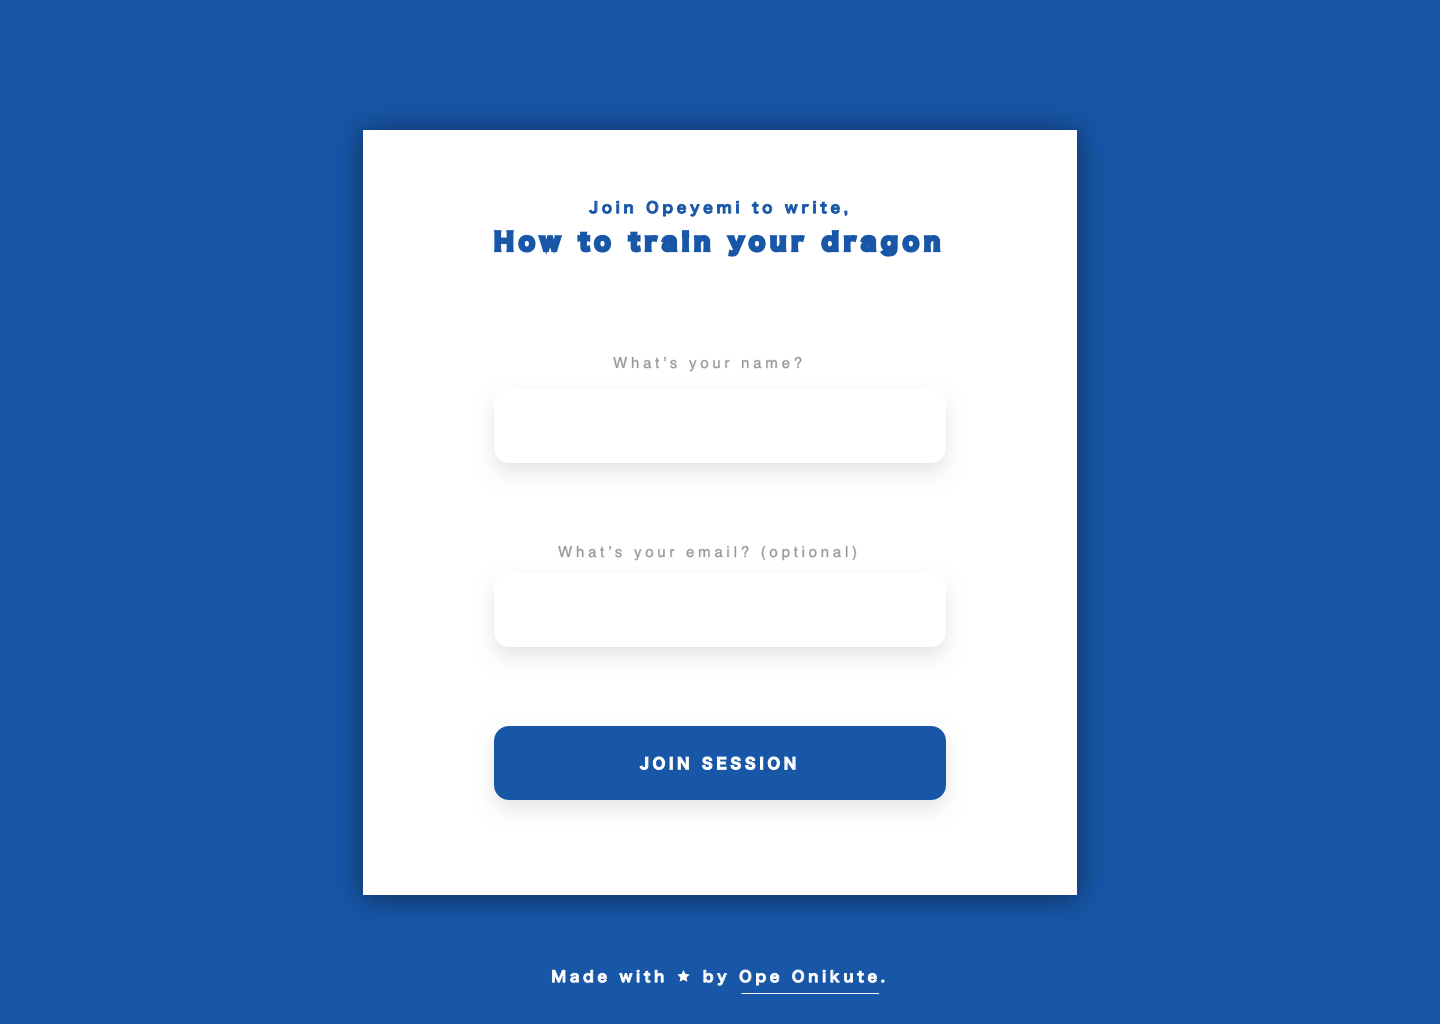 Join Opeyemi to write,
How to train your dragon
What’s your name?
What’s your email? (optional)
JOIN SESSION
Made with ★ by Ope Onikute.